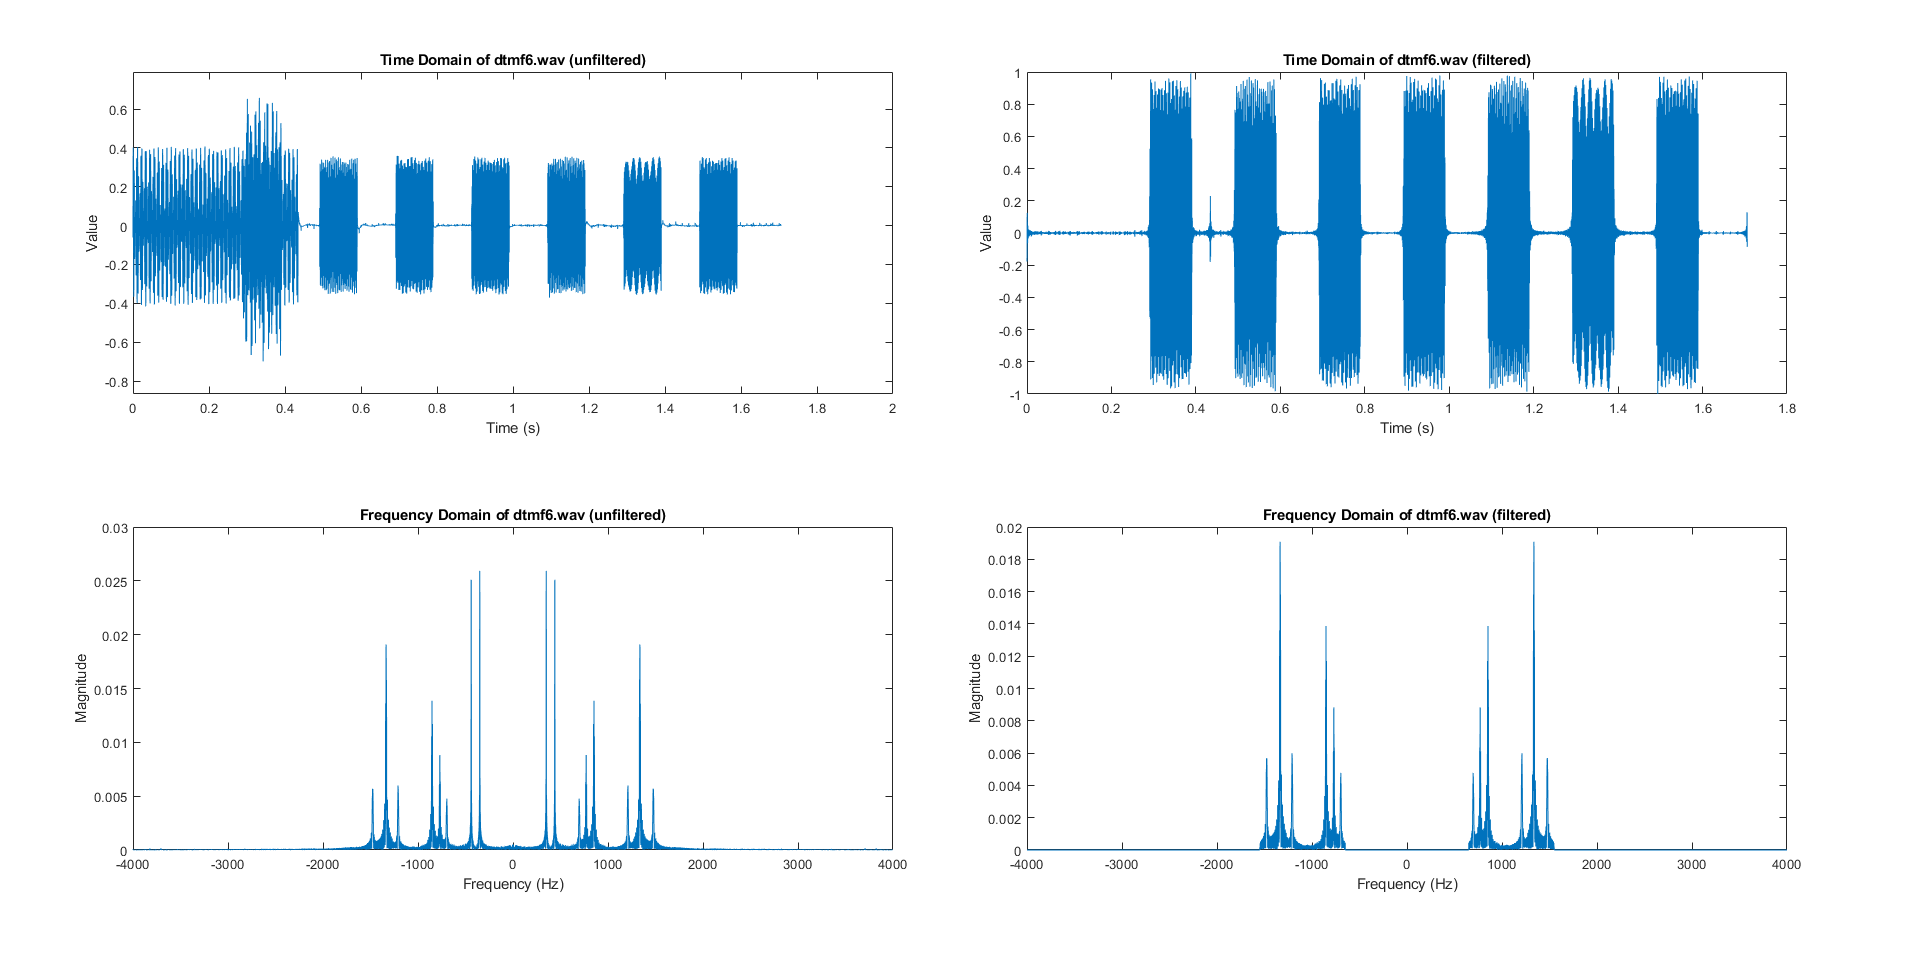 Time Domain of dtmf6.wav (unfiltered)
0.6
0.4
0.2
0
-0.2
-0.4
-0.6
-0.8
Value
0 0.2 0.4 0.6 0.8 1 1.2 1.4 1.6 1.8 2
Time (s)
Time Domain of dtmf6.wav (filtered)
1
0.8
0.6
0.4
0.2
0
-0.2
-0.4
-0.6
-0.8
-1
Value
0 0.2 0.4 0.6 0.8 1 1.2 1.4 1.6 1.8
Time (s)
Frequency Domain of dtmf6.wav (unfiltered)
0.03
0.025
0.02
0.015
0.01
0.005
0
Magnitude
-4000 -3000 -2000 -1000 0 1000 2000 3000 4000
Frequency (Hz)
Frequency Domain of dtmf6.wav (filtered)
0.02
0.018
0.016
0.014
0.012
0.01
0.008
0.006
0.004
0.002
0
Magnitude
-4000 -3000 -2000 -1000 0 1000 2000 3000 4000
Frequency (Hz)